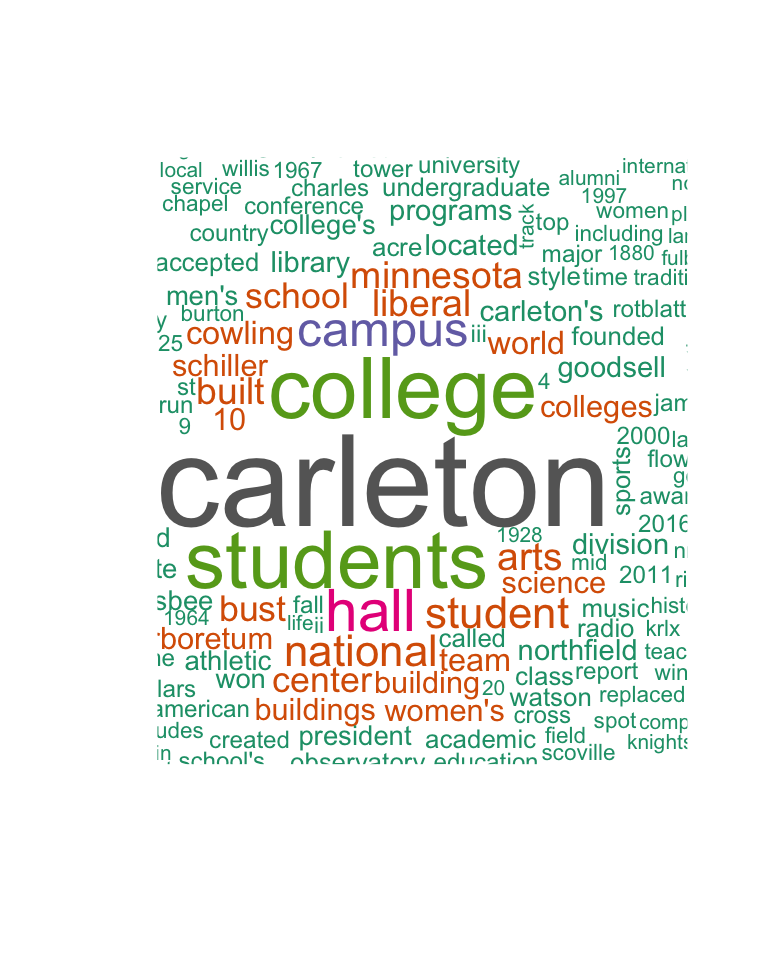 local willis 1967 tower university
service charles undergraduate alumni 1997
chapel conference programs track top women
country college's acre located including
accepted library minnesota style time major 1880
men's school liberal carleton's rotblatt
burton cowling campus iii world founded
25 schiller goodsell
st built college 4 colleges
run 10
9
carleton 2000 sports
1928 2016
students arts mid division
science 2011
1964 bust fall hall student music
life ii radio krlx
athletic national called northfield
won center building team class report
20 watson replaced
american buildings women's cross spot
created president academic field
school's observatory education scoville knights